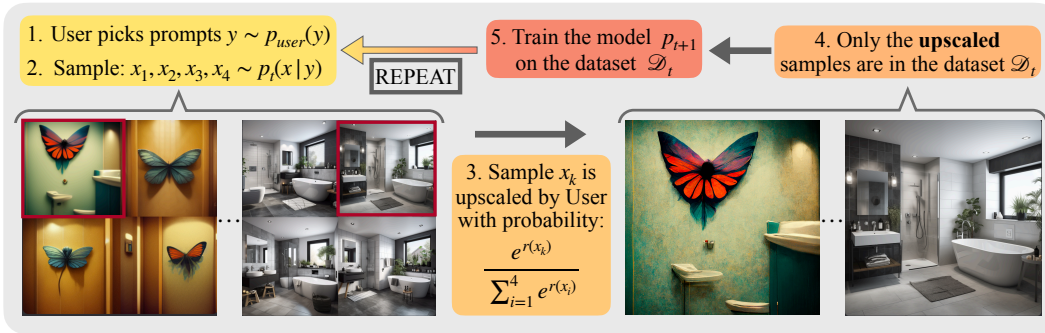 1. User picks prompts y ∼ p_user(y)
2. Sample: x_1, x_2, x_3, x_4 ∼ p_t(x | y)
REPEAT
5. Train the model p_{t+1}
on the dataset 𝒟_t
4. Only the upscaled
samples are in the dataset 𝒟_t
3. Sample x_k is
upscaled by User
with probability:
e^{r(x_k)}
∑_{i=1}^4 e^{r(x_i)}
...
...